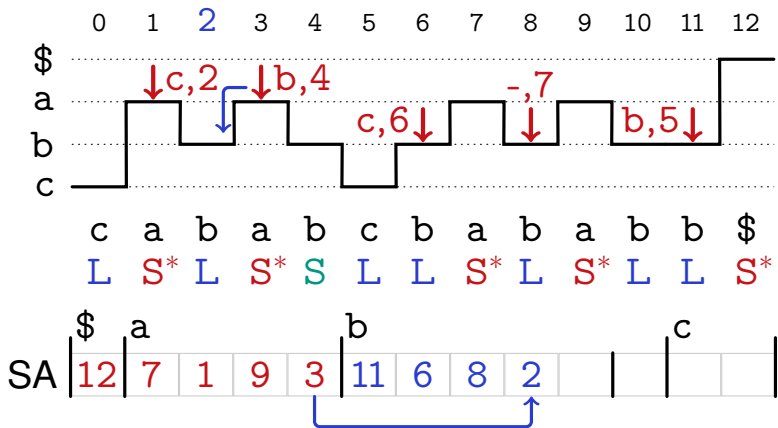 0 1 2 3 4 5 6 7 8 9 10 11 12
$
c,2 b,4 -,7
a
c,6 b,5
b
c
c a b a b c b a b a b b $
L S* L S* S L L S* L S* L L S*
$ a b c
SA 12 7 1 9 3 11 6 8 2